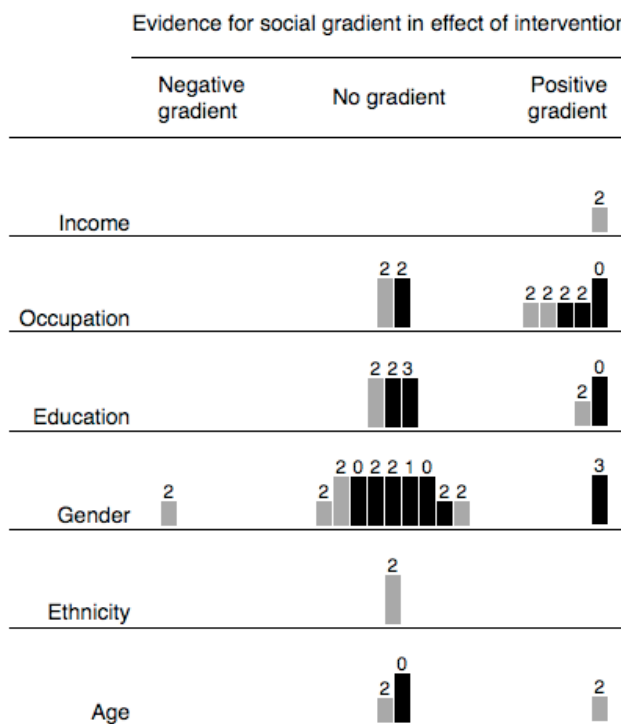 Evidence for social gradient in effect of intervention
Negative gradient
No gradient
Positive gradient
2
Income
2 2
0
2 2 2 2
Occupation
2 2 3
0
2
Education
2
2 0 2 2 1 0
2
2 2
3
Gender
2
Ethnicity
0
2
2
Age